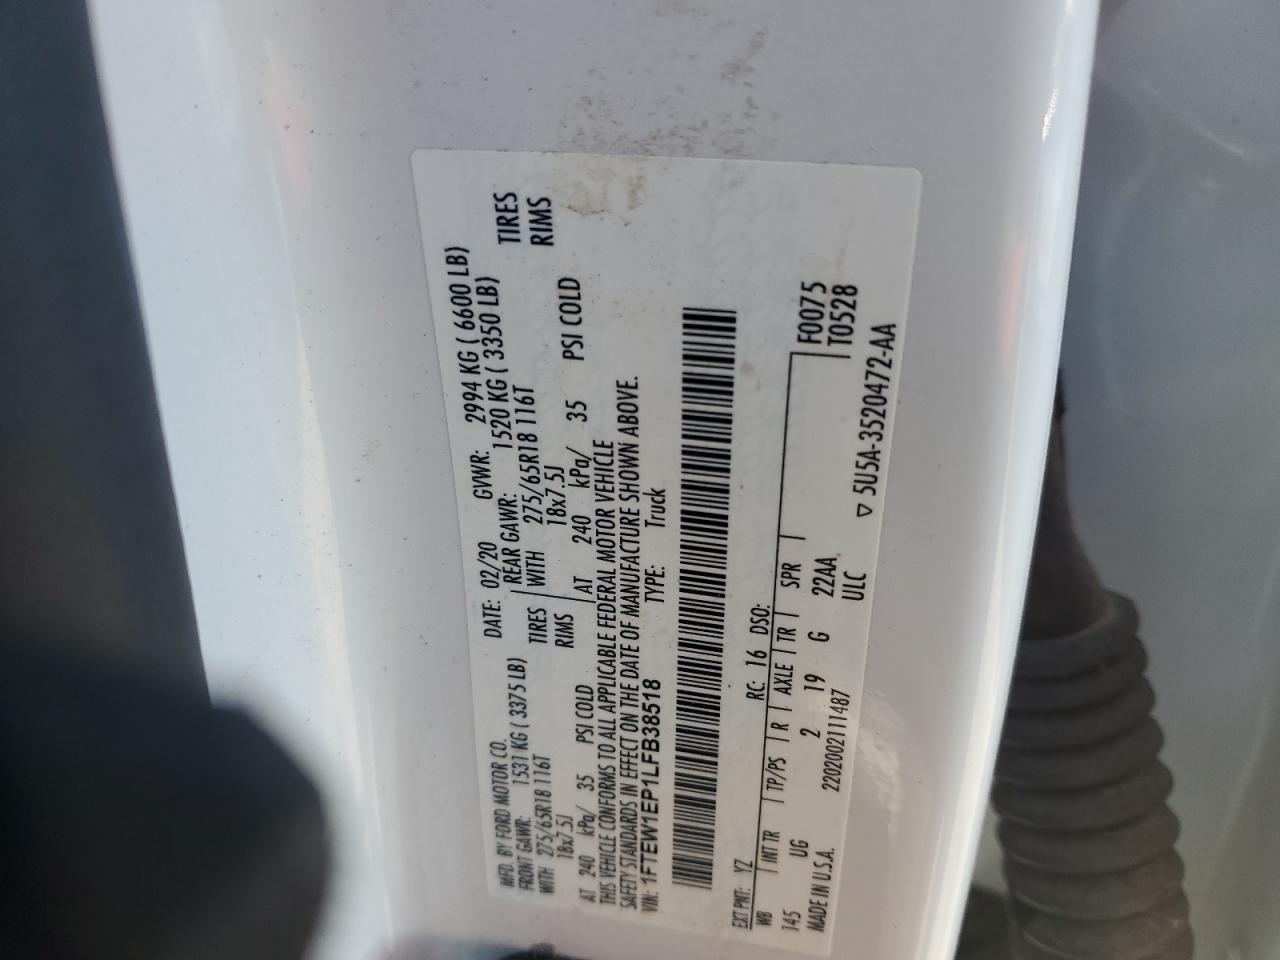 MFD. BY FORD MOTOR CO.
DATE: 02/20 GVWR: 2994 KG ( 6600 LB)
FRONT GAWR: 1531 KG ( 3375 LB) REAR GAWR: 1520 KG ( 3350 LB)
WITH 275/65R18 116T TIRES WITH 275/65R18 116T TIRES
18x7.5J RIMS 18x7.5J RIMS
AT 240 kPa/ 35 PSI COLD AT 240 kPa/ 35 PSI COLD
THIS VEHICLE CONFORMS TO ALL APPLICABLE FEDERAL MOTOR VEHICLE
SAFETY STANDARDS IN EFFECT ON THE DATE OF MANUFACTURE SHOWN ABOVE.
VIN: 1FTEW1EP1LFB38518 TYPE: Truck
EXT PNT: YZ RC: 16 DSO:
WB INT TR TP/PS R AXLE TR SPR F0075
145 UG 2 19 G 22AA T0528
ULC
MADE IN U.S.A. 2202002111487 ▽ 5U5A-3520472-AA